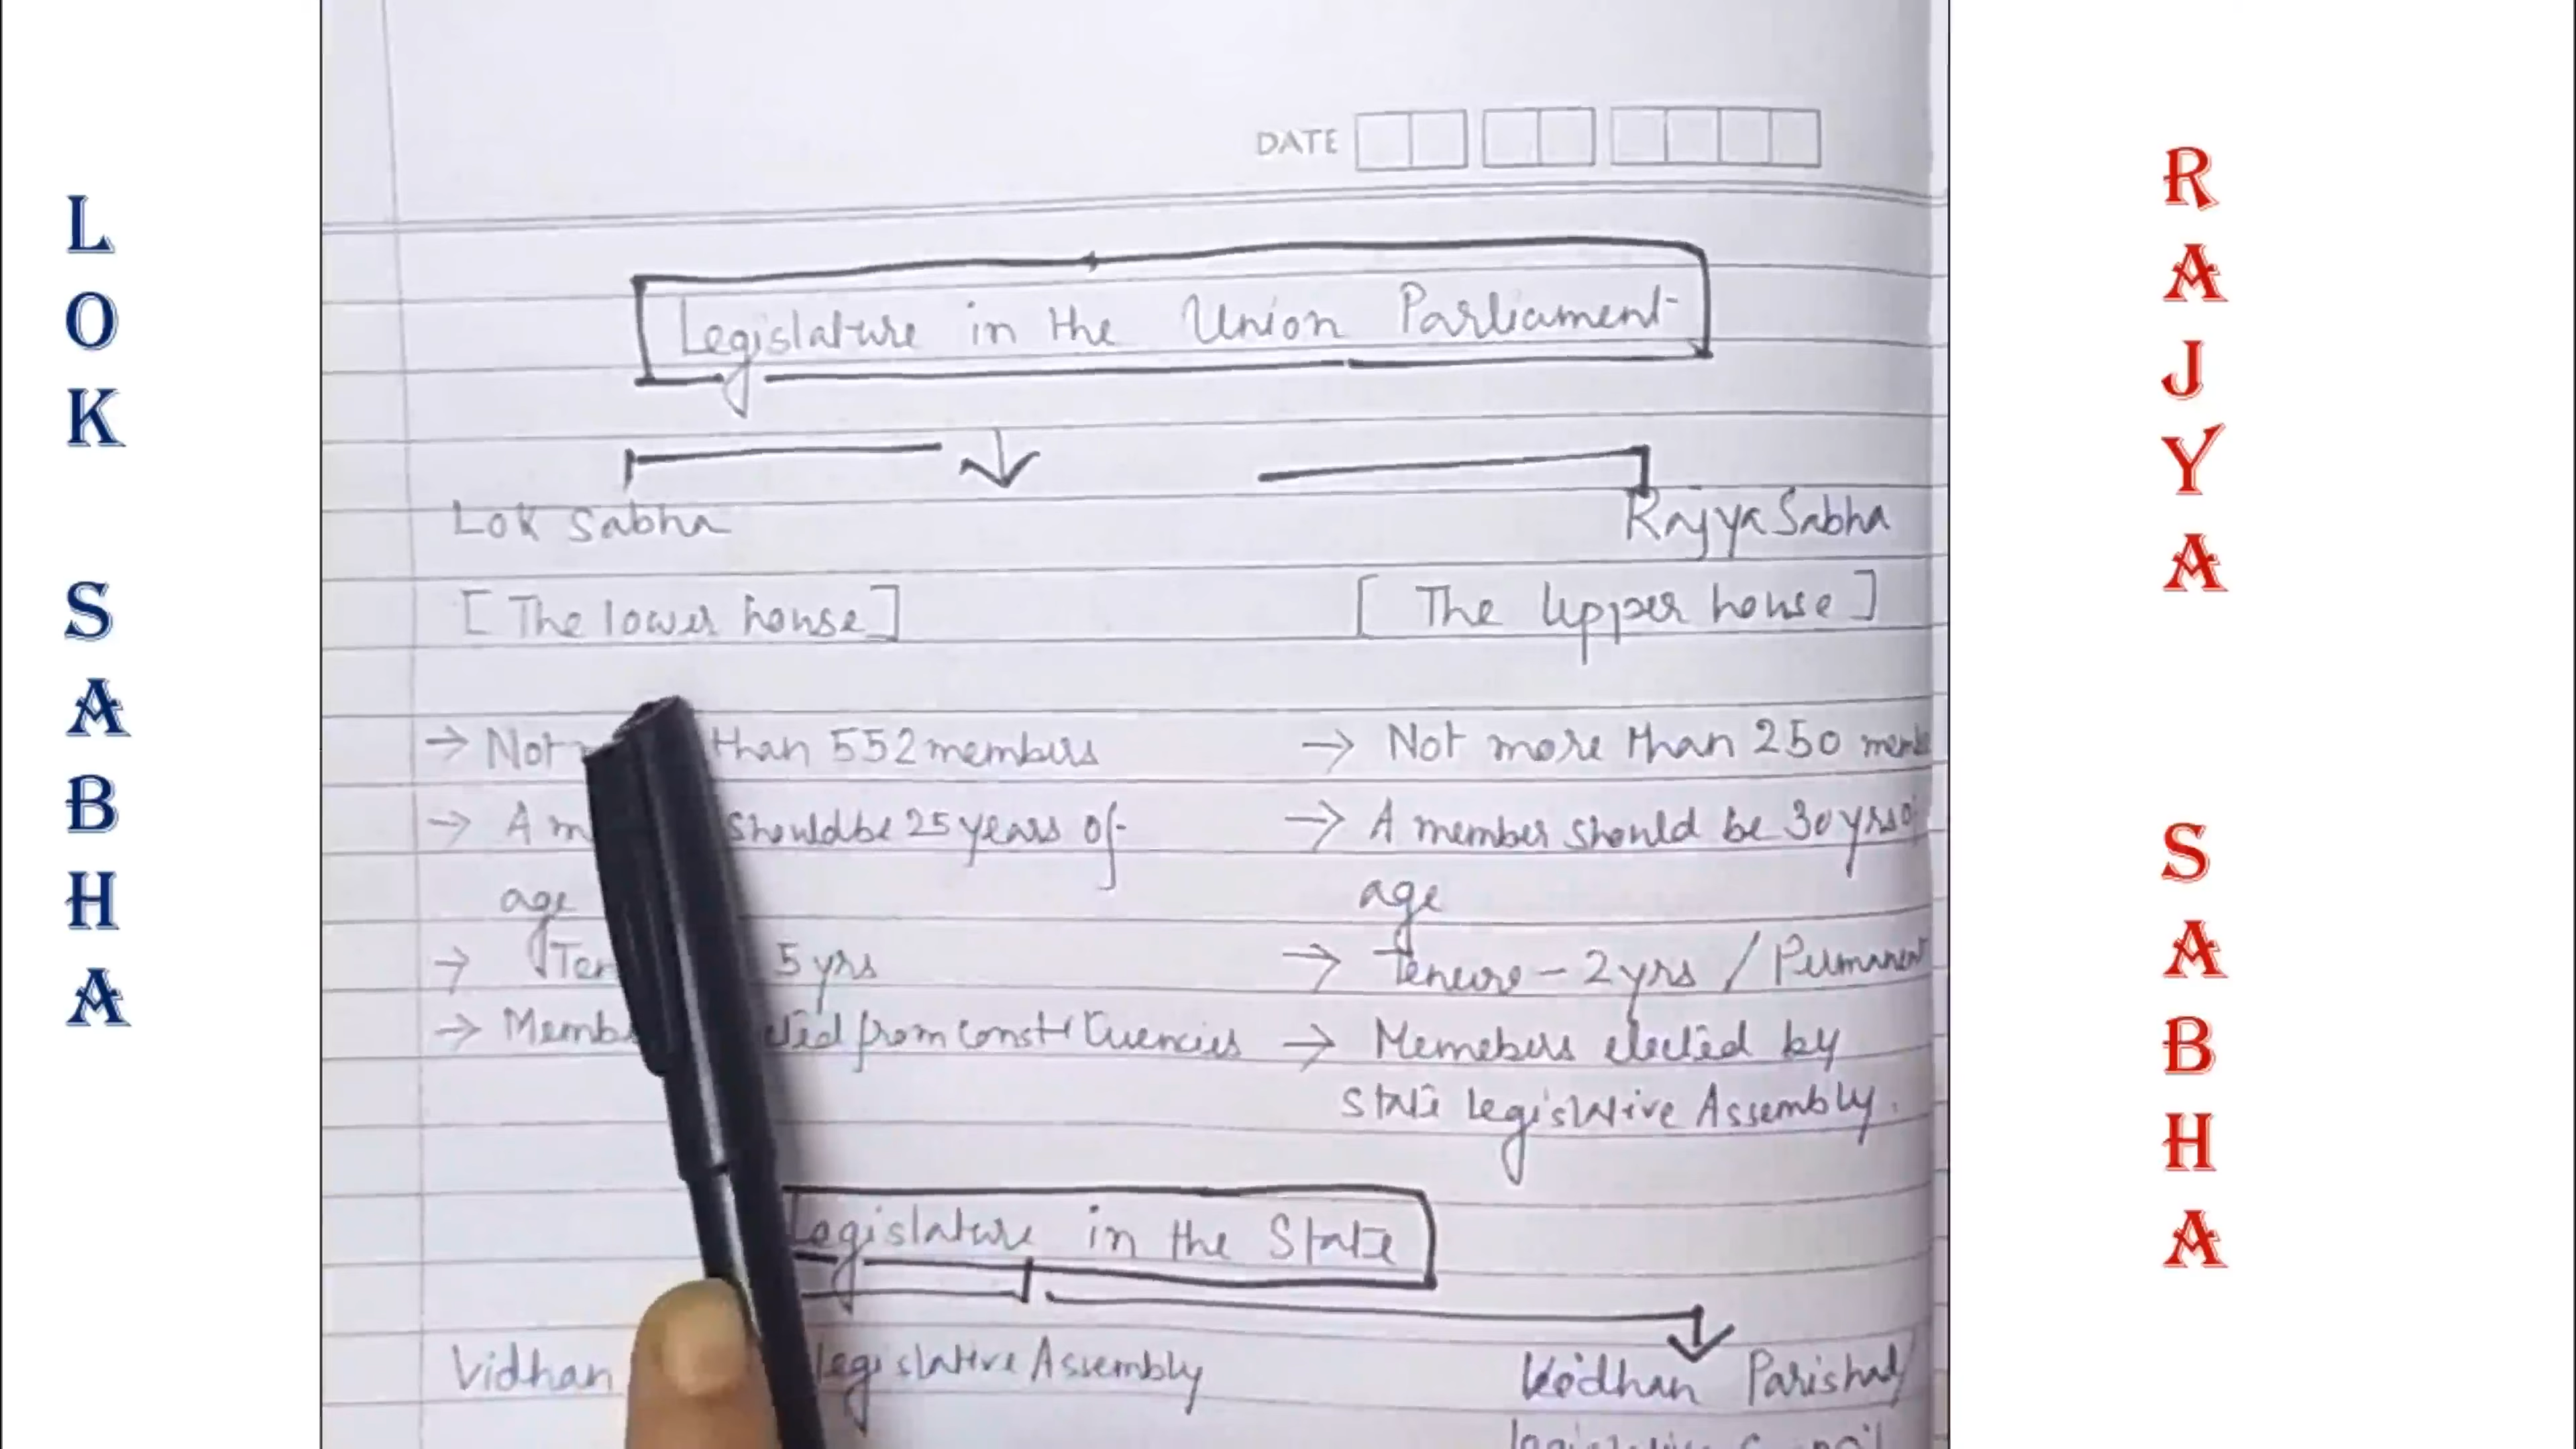 LOK SABHA
RAJYA SABHA
DATE
Legislature in the Union Parliament
Lok Sabha
Rajya Sabha
[ The lower house ]
[ The Upper house ]
→ Not than 552 members
→ Not more than 250
→ A should be 25 years of
→ A member should be 30 yrs
age
age
→ 5 yrs
→ Tenure - 2 yrs / Permanent
→ from constituencies
→ Memebers elected by
State legislative Assembly.
Legislature in the State
Vidhan legislative Assembly
Vidhan Parishad/